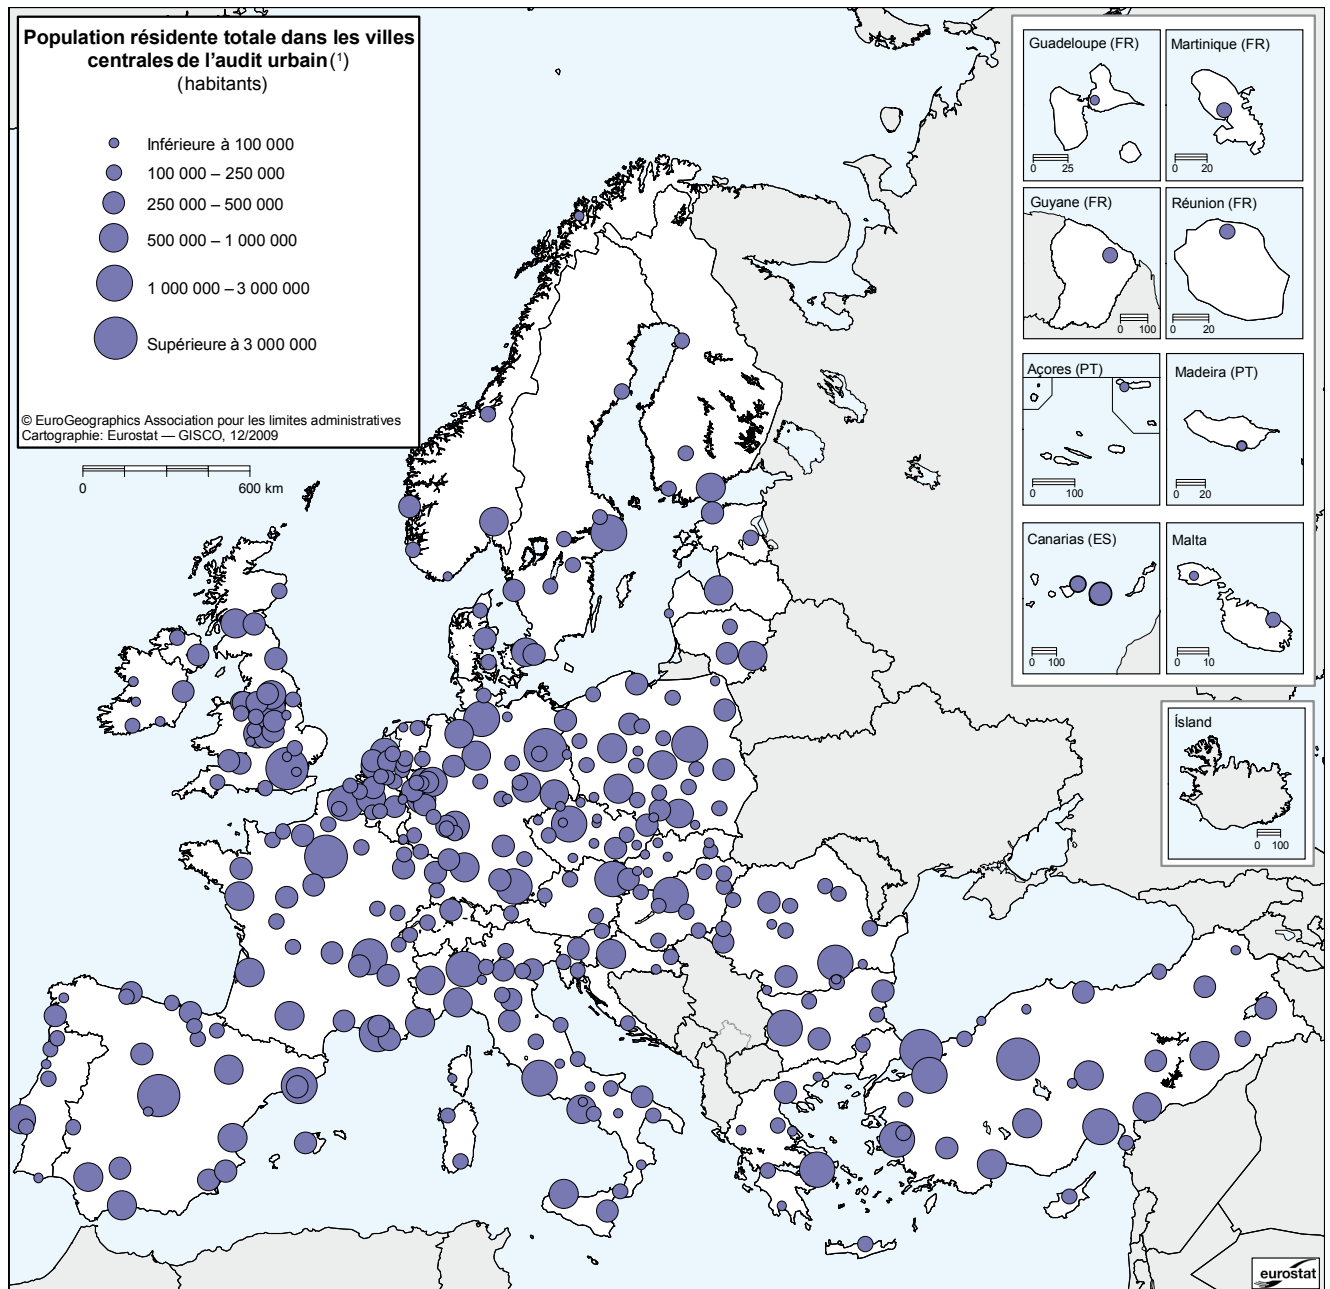 Population résidente totale dans les villes
centrales de l'audit urbain (¹)
(habitants)
Inférieure à 100 000
100 000 – 250 000
250 000 – 500 000
500 000 – 1 000 000
1 000 000 – 3 000 000
Supérieure à 3 000 000
© EuroGeographics Association pour les limites administratives
Cartographie: Eurostat — GISCO, 12/2009
0 600 km
Guadeloupe (FR)
0 25
Martinique (FR)
0 20
Guyane (FR)
0 100
Réunion (FR)
0 20
Açores (PT)
0 100
Madeira (PT)
0 20
Canarias (ES)
0 100
Malta
0 10
Ísland
0 100
eurostat